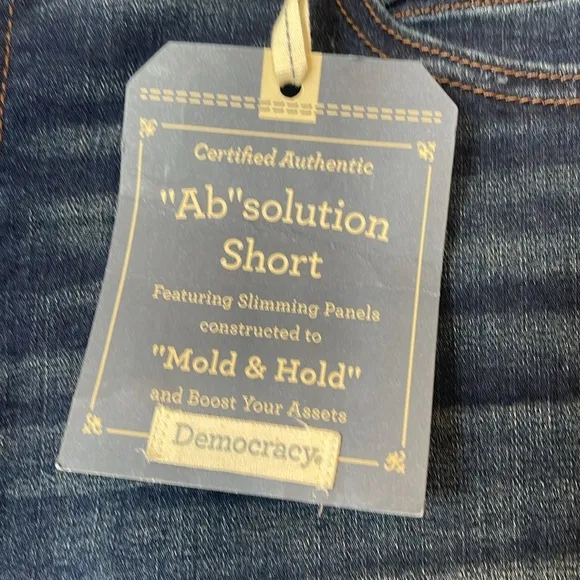 Certified Authentic
"Ab"solution
Short
Featuring Slimming Panels
constructed to
"Mold & Hold"
and Boost Your Assets
Democracy.